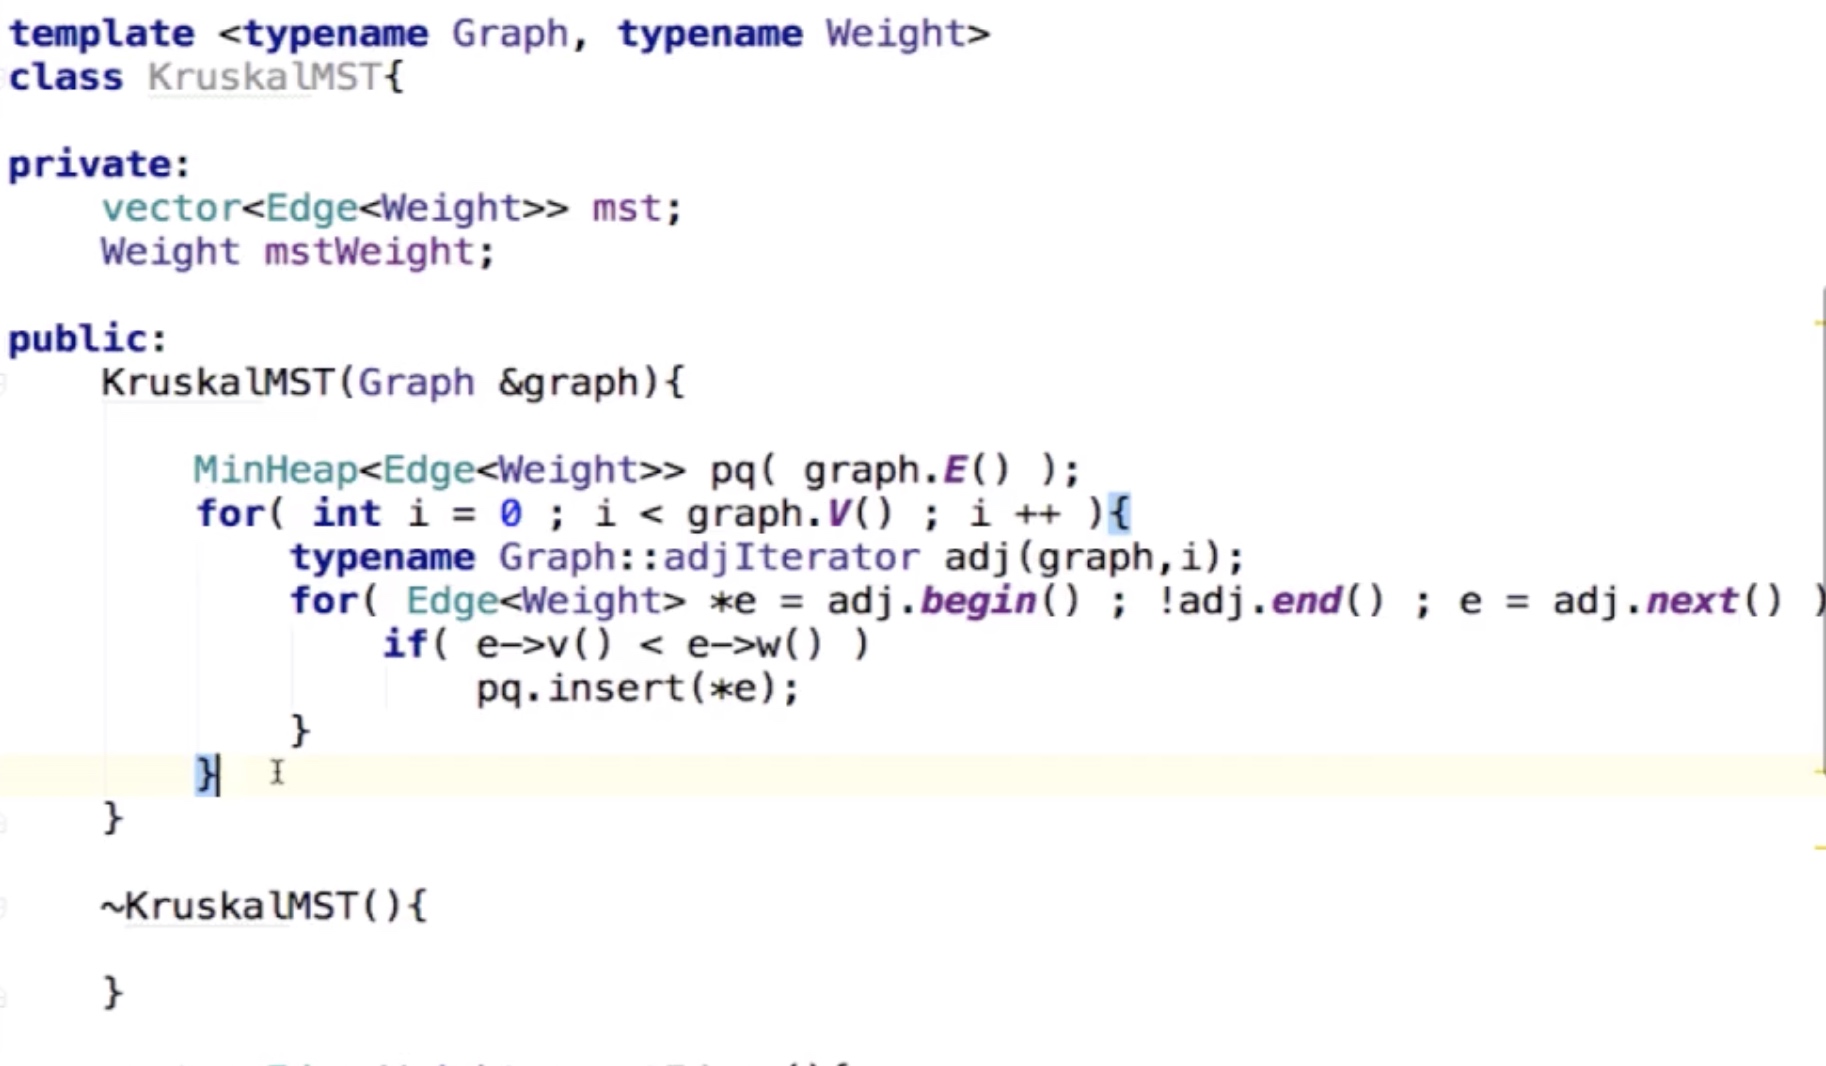 template <typename Graph, typename Weight>
class KruskalMST{
private:
vector<Edge<Weight>> mst;
Weight mstWeight;
public:
KruskalMST(Graph &graph){
MinHeap<Edge<Weight>> pq( graph.E() );
for( int i = 0 ; i < graph.V() ; i ++ ){
typename Graph::adjIterator adj(graph,i);
for( Edge<Weight> *e = adj.begin() ; !adj.end() ; e = adj.next() )
if( e->v() < e->w() )
pq.insert(*e);
}
}
}
~KruskalMST(){
}